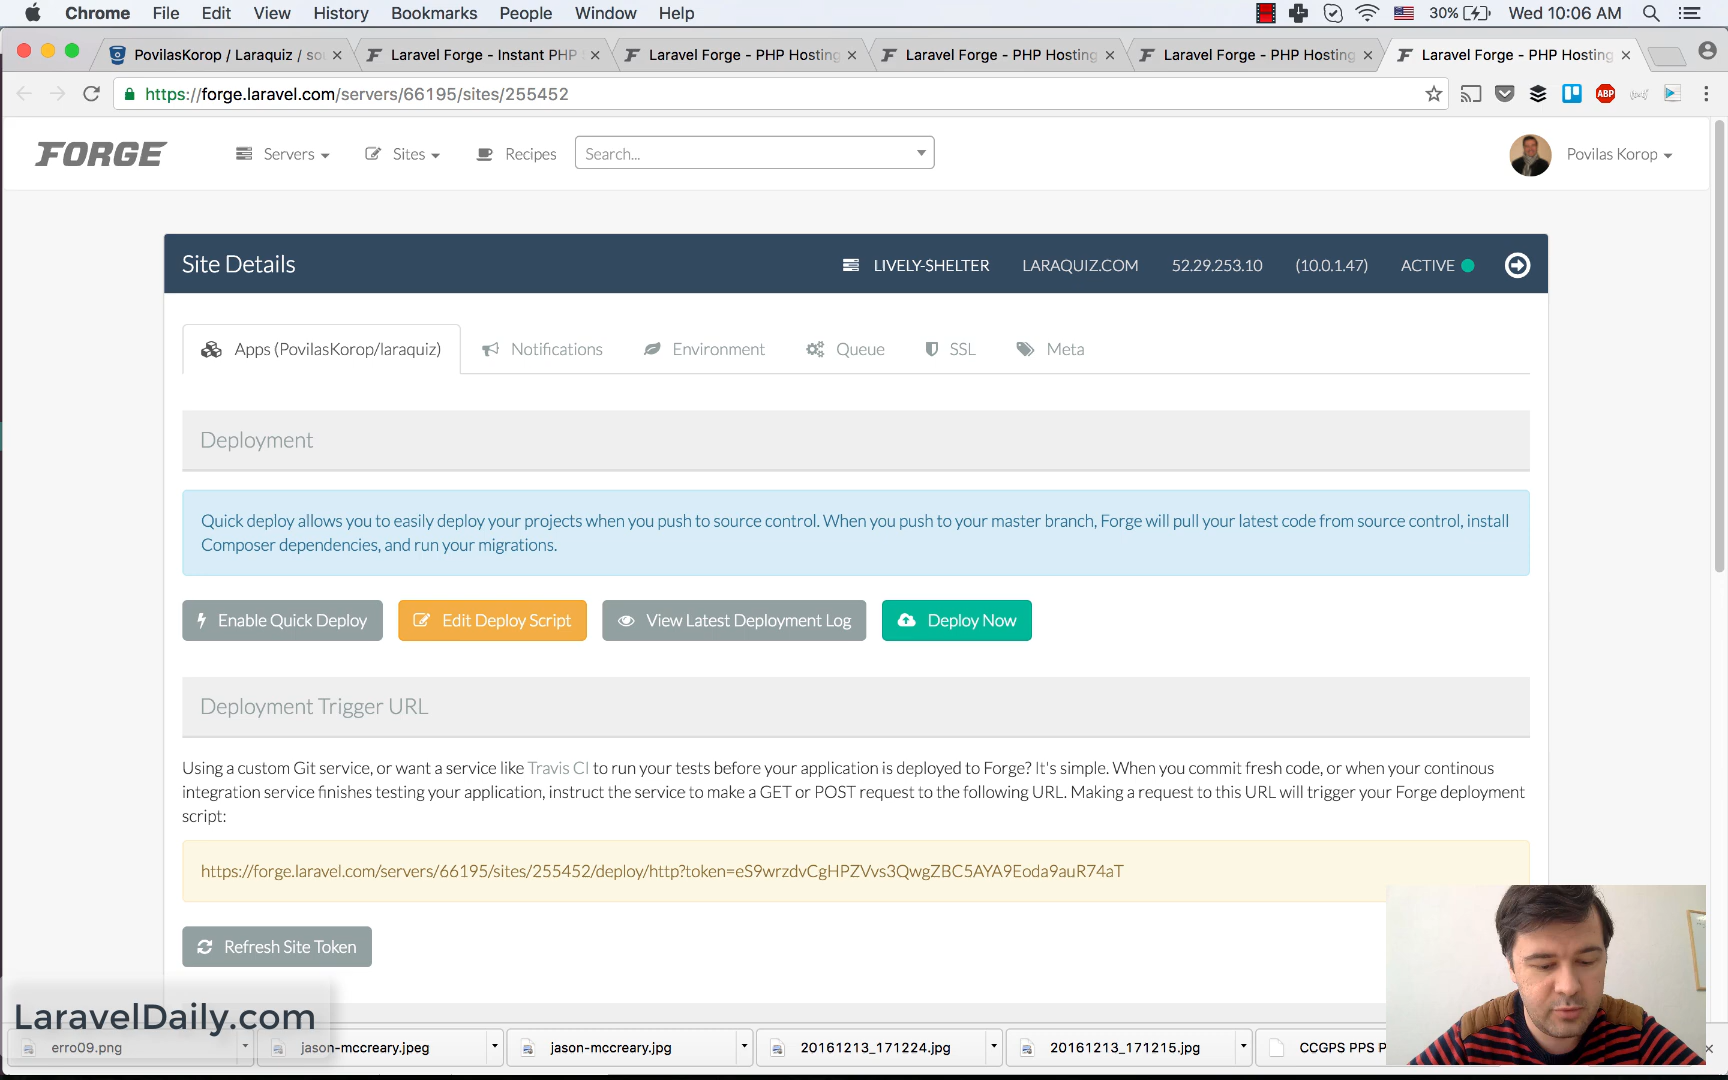 Chrome File Edit View History Bookmarks People Window Help 30% Wed 10:06 AM
PovilasKorop / Laraquiz / so
Laravel Forge - Instant PHP
Laravel Forge - PHP Hosting
Laravel Forge - PHP Hosting
Laravel Forge - PHP Hosting
Laravel Forge - PHP Hosting
https://forge.laravel.com/servers/66195/sites/255452
ABP
FORGE Servers Sites Recipes Search... Povilas Korop
Site Details LIVELY-SHELTER LARAQUIZ.COM 52.29.253.10 (10.0.1.47) ACTIVE
Apps (PovilasKorop/laraquiz) Notifications Environment Queue SSL Meta
Deployment
Quick deploy allows you to easily deploy your projects when you push to source control. When you push to your master branch, Forge will pull your latest code from source control, install
Composer dependencies, and run your migrations.
Enable Quick Deploy Edit Deploy Script View Latest Deployment Log Deploy Now
Deployment Trigger URL
Using a custom Git service, or want a service like Travis CI to run your tests before your application is deployed to Forge? It's simple. When you commit fresh code, or when your continous
integration service finishes testing your application, instruct the service to make a GET or POST request to the following URL. Making a request to this URL will trigger your Forge deployment
script:
https://forge.laravel.com/servers/66195/sites/255452/deploy/http?token=eS9wrzdvCgHPZVvs3QwgZBC5AYA9Eoda9auR74aT
Refresh Site Token
LaravelDaily.com
erro09.png jason-mccreary.jpeg jason-mccreary.jpg 20161213_171224.jpg 20161213_171215.jpg CCGPS PPS P